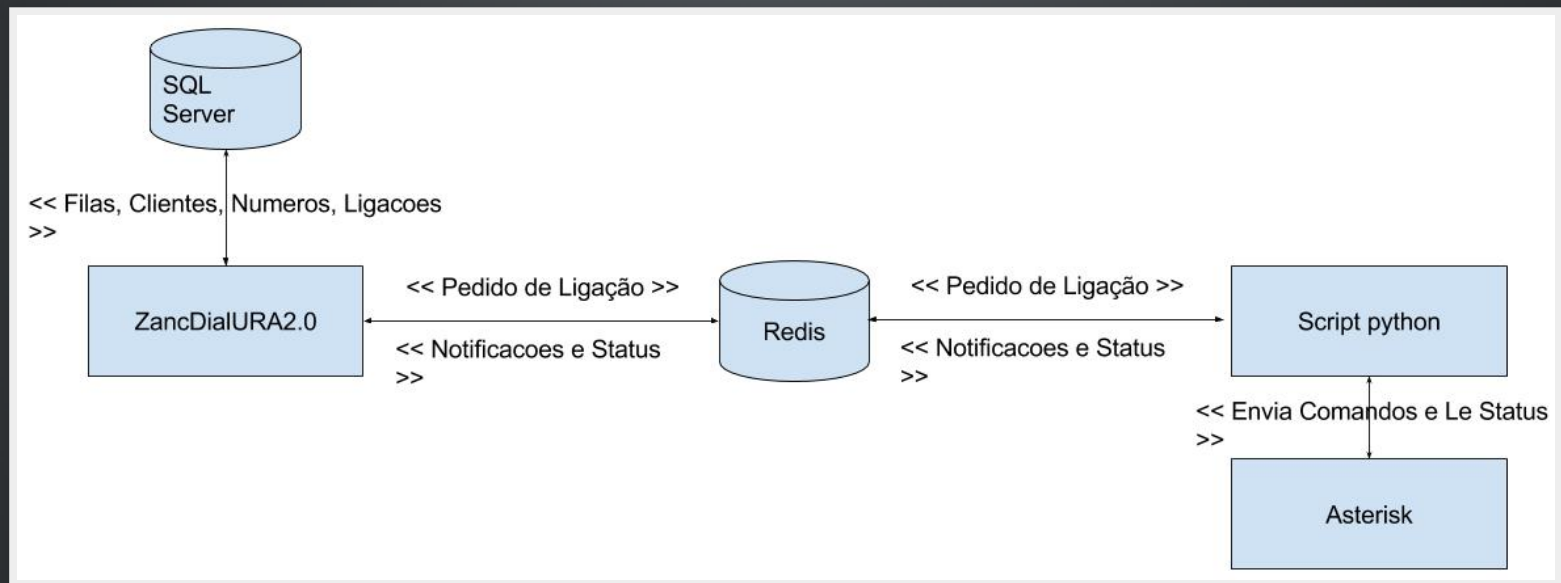 SQL
Server
<< Filas, Clientes, Numeros, Ligacoes
>>
ZancDialURA2.0
<< Pedido de Ligação >>
<< Notificacoes e Status
>>
Redis
<< Pedido de Ligação >>
<< Notificacoes e Status
>>
Script python
<< Envia Comandos e Le Status
>>
Asterisk